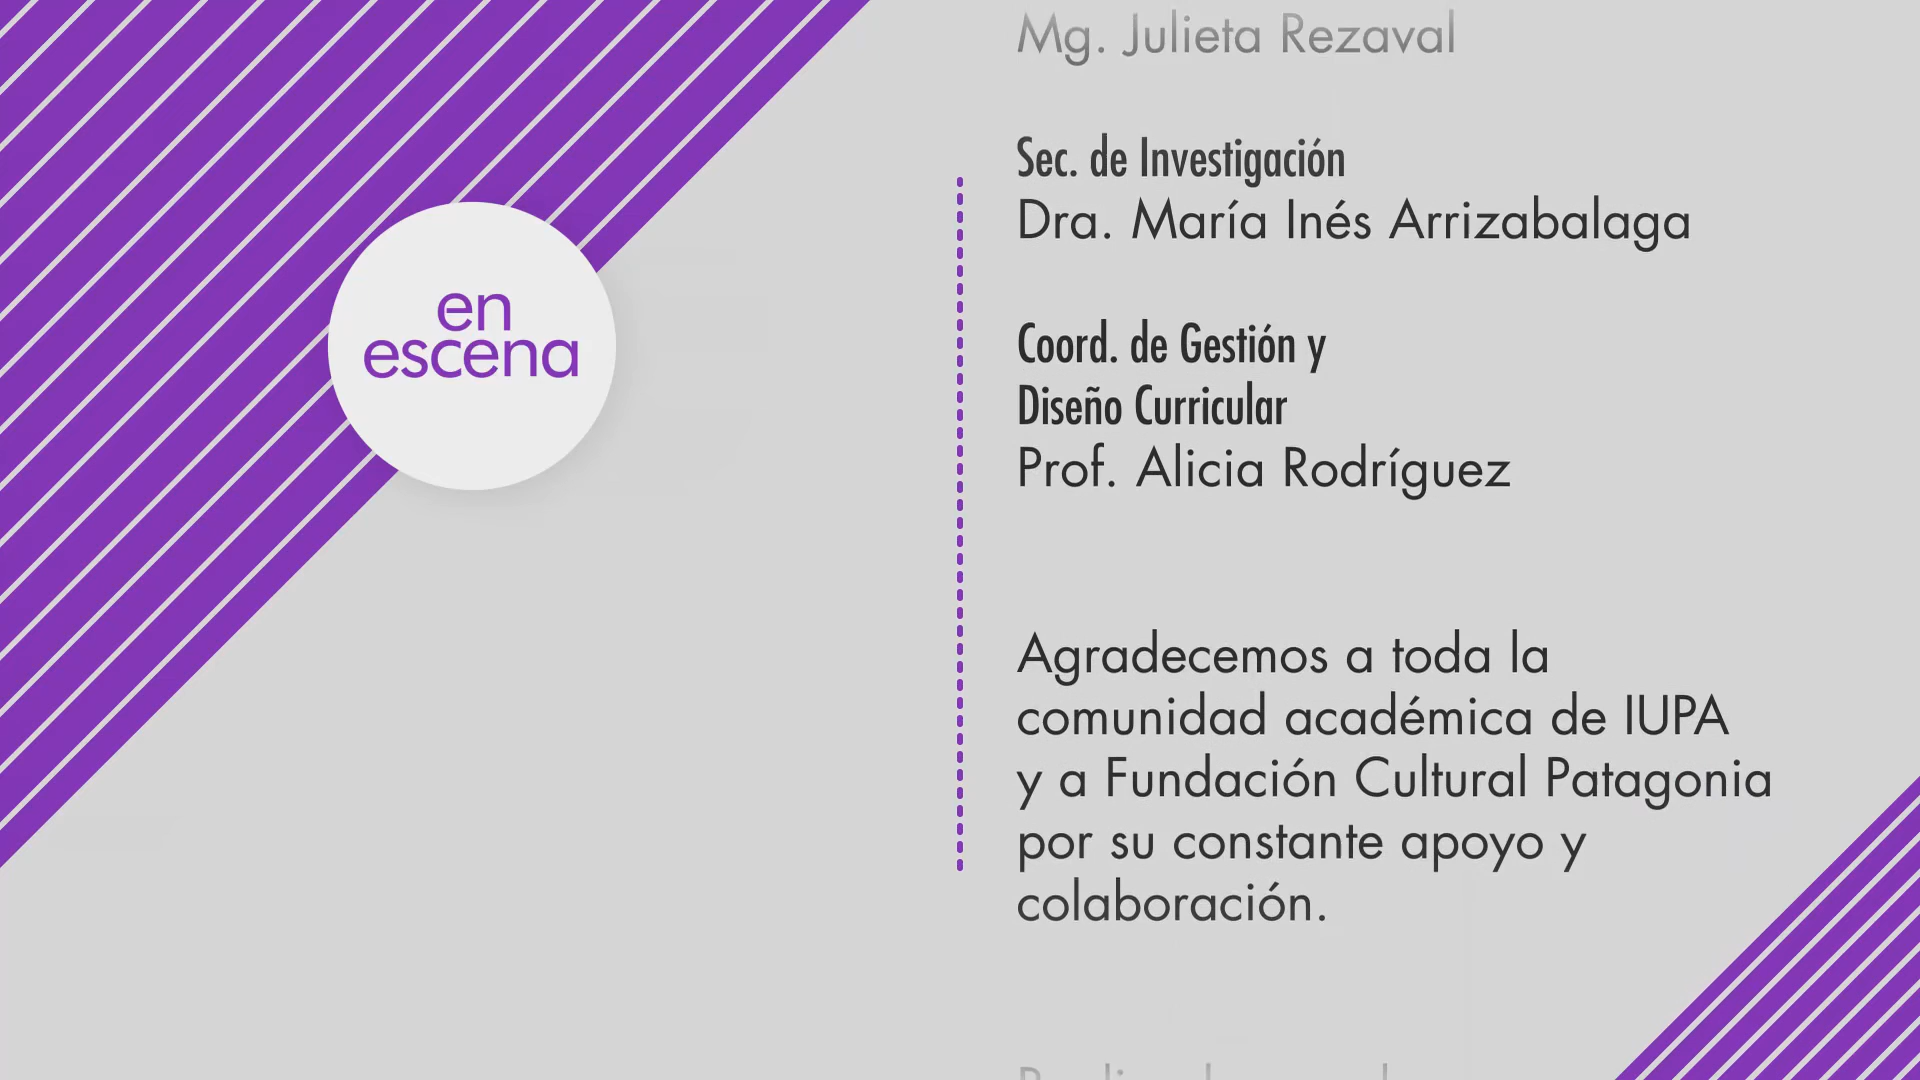 en
escena
Mg. Julieta Rezaval
Sec. de Investigación
Dra. María Inés Arrizabalaga
Coord. de Gestión y
Diseño Curricular
Prof. Alicia Rodríguez
Agradecemos a toda la
comunidad académica de IUPA
y a Fundación Cultural Patagonia
por su constante apoyo y
colaboración.